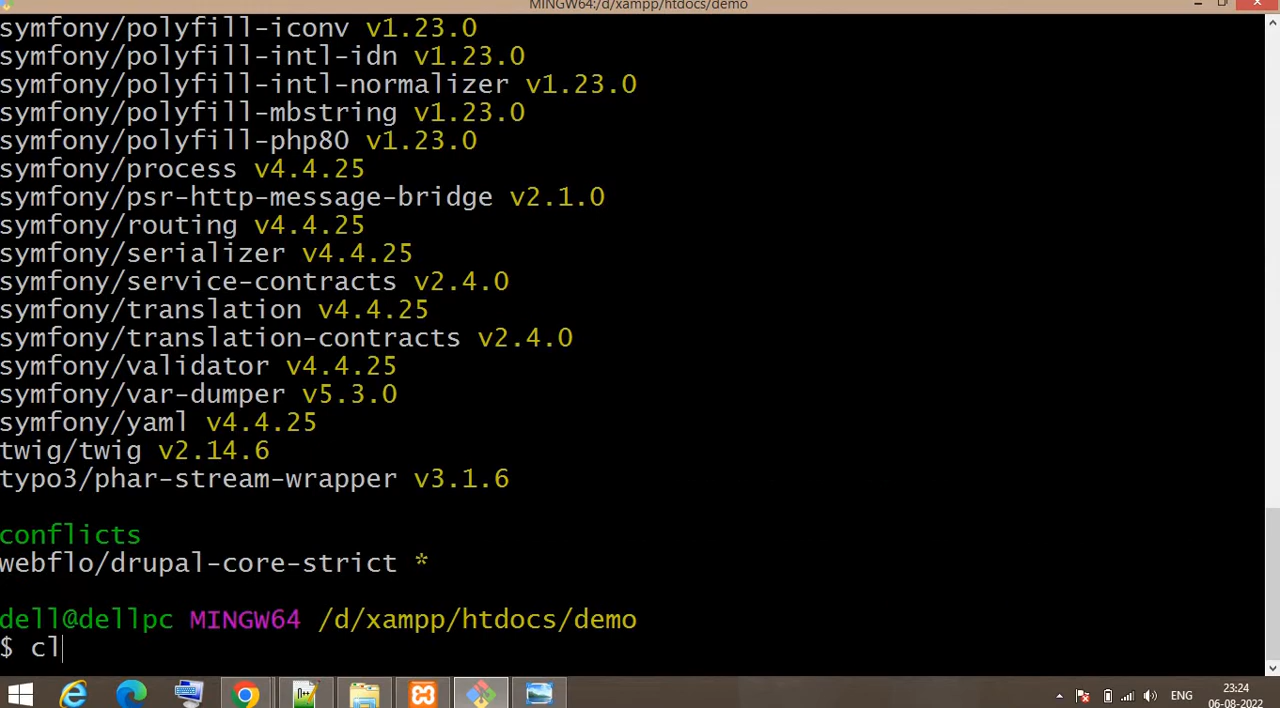 MINGW64:/d/xampp/htdocs/demo
symfony/polyfill-iconv v1.23.0
symfony/polyfill-intl-idn v1.23.0
symfony/polyfill-intl-normalizer v1.23.0
symfony/polyfill-mbstring v1.23.0
symfony/polyfill-php80 v1.23.0
symfony/process v4.4.25
symfony/psr-http-message-bridge v2.1.0
symfony/routing v4.4.25
symfony/serializer v4.4.25
symfony/service-contracts v2.4.0
symfony/translation v4.4.25
symfony/translation-contracts v2.4.0
symfony/validator v4.4.25
symfony/var-dumper v5.3.0
symfony/yaml v4.4.25
twig/twig v2.14.6
typo3/phar-stream-wrapper v3.1.6
conflicts
webflo/drupal-core-strict *
dell@dellpc MINGW64 /d/xampp/htdocs/demo
$ cl
ENG
23:24
06-08-2022